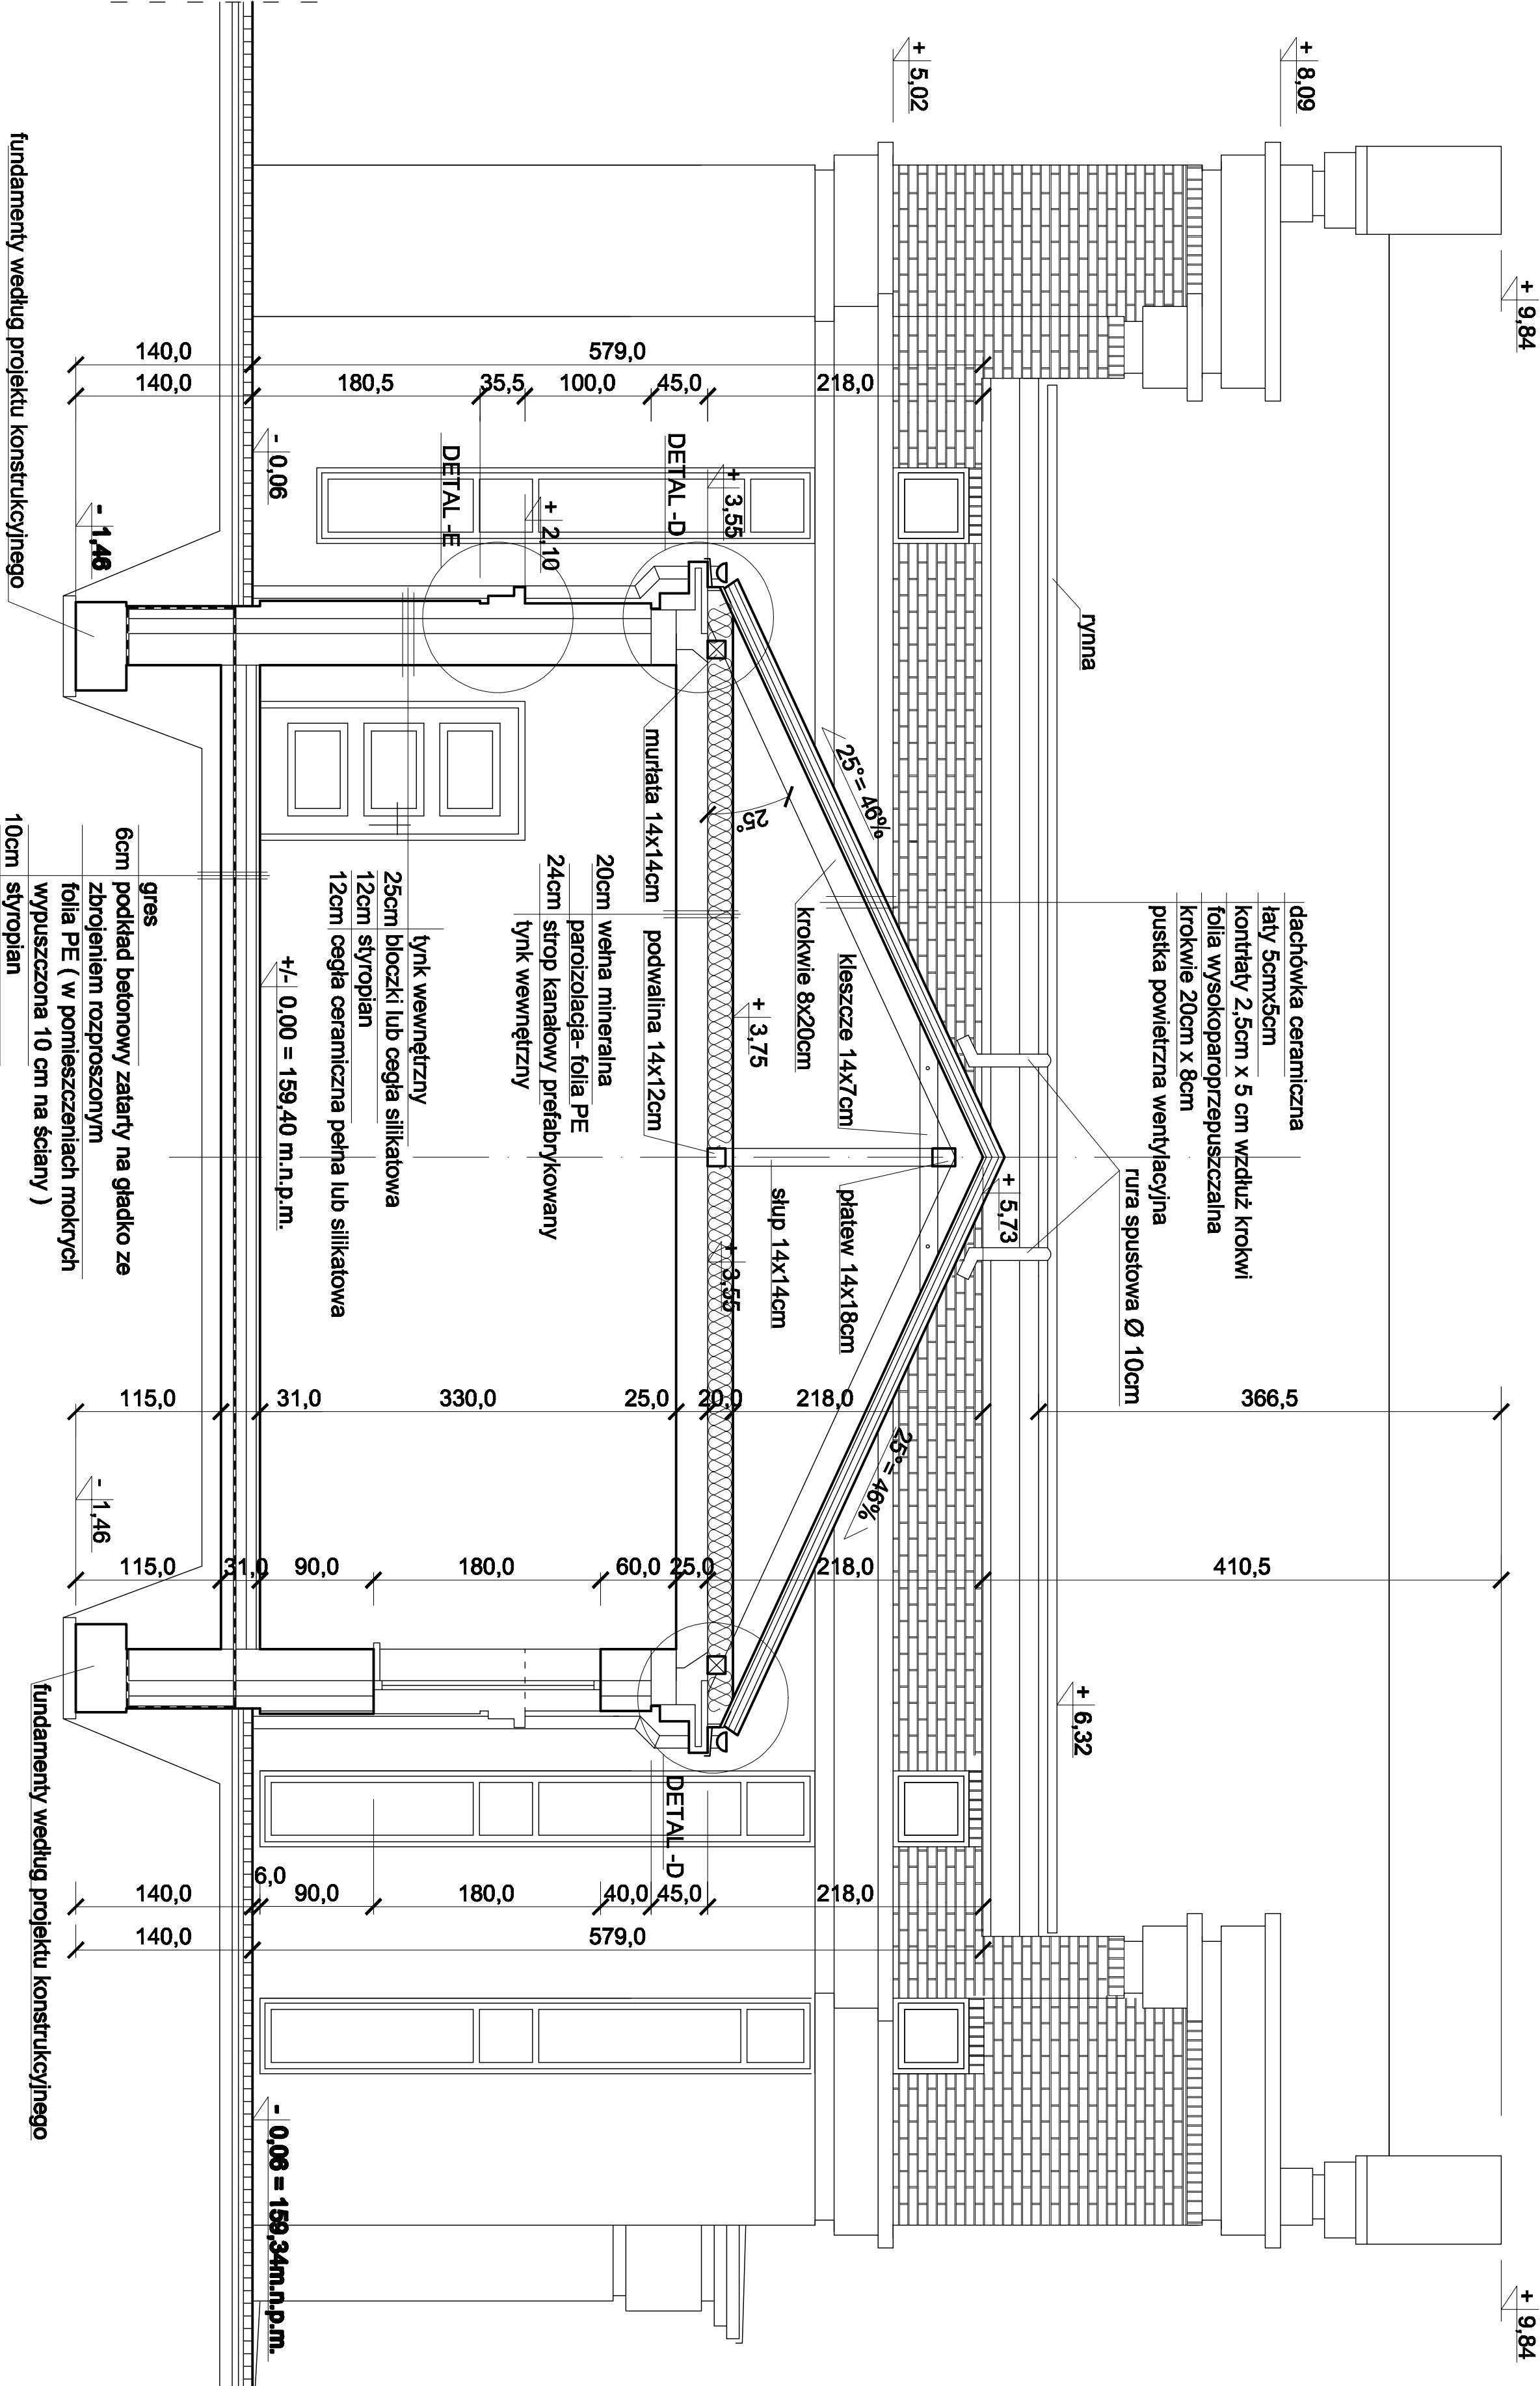 + 9,84
+ 9,84
+ 8,09
+ 5,02
+ 6,32
366,5
410,5
rynna
rura spustowa Ø 10cm
dachówka ceramiczna
łaty 5cmx5cm
kontrłaty 2,5cm x 5 cm wzdłuż krokwi
folia wysokoparoprzepuszczalna
krokwie 20cm x 8cm
pustka powietrzna wentylacyjna
+ 5,73
25°= 46%
25°= 46%
25°
płatew 14x18cm
kleszcze 14x7cm
krokwie 8x20cm
słup 14x14cm
+ 3,75
+ 3,55
+ 3,55
murłata 14x14cm
podwalina 14x12cm
20cm wełna mineralna
paroizolacja- folia PE
24cm strop kanałowy prefabrykowany
tynk wewnętrzny
tynk wewnętrzny
25cm bloczki lub cegła silikatowa
12cm styropian
12cm cegła ceramiczna pełna lub silikatowa
+/- 0,00 = 159,40 m.n.p.m.
gres
6cm podkład betonowy zatarty na gładko ze
zbrojeniem rozproszonym
folia PE ( w pomieszczeniach mokrych
wypuszczona 10 cm na ściany )
10cm styropian
DETAL -D
DETAL -E
DETAL -D
+ 2,10
- 0,06
- 1,46
- 1,46
- 0,06 = 159,34m.n.p.m.
fundamenty według projektu konstrukcyjnego
fundamenty według projektu konstrukcyjnego
140,0
579,0
140,0
180,5
35,5
100,0
45,0
218,0
115,0
31,0
330,0
25,0
20,0
218,0
115,0
31,0
90,0
180,0
60,0
25,0
218,0
140,0
6,0
90,0
180,0
40,0
45,0
218,0
140,0
579,0